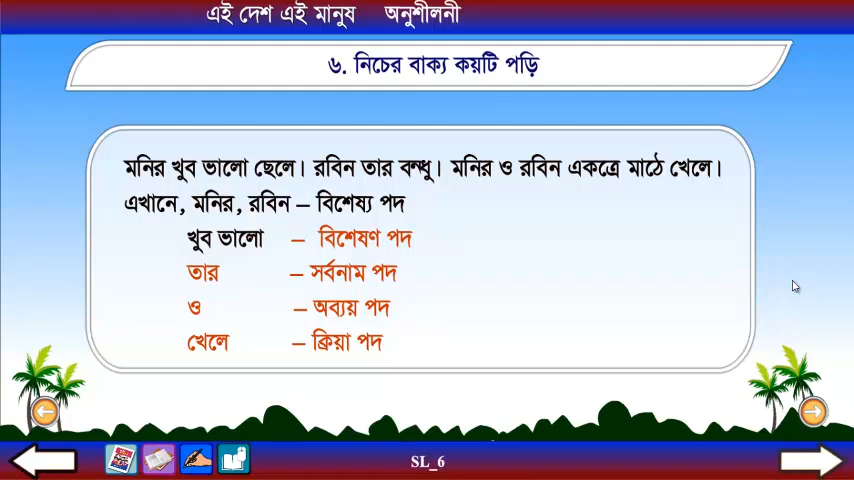 এই দেশ এই মানুষ অনুশীলনী
৬. নিচের বাক্য কয়টি পড়ি
মনির খুব ভালো ছেলে। রবিন তার বন্ধু। মনির ও রবিন একত্রে মাঠে খেলে।
এখানে, মনির, রবিন – বিশেষ্য পদ
খুব ভালো – বিশেষণ পদ
তার – সর্বনাম পদ
ও – অব্যয় পদ
খেলে – ক্রিয়া পদ
SL_6